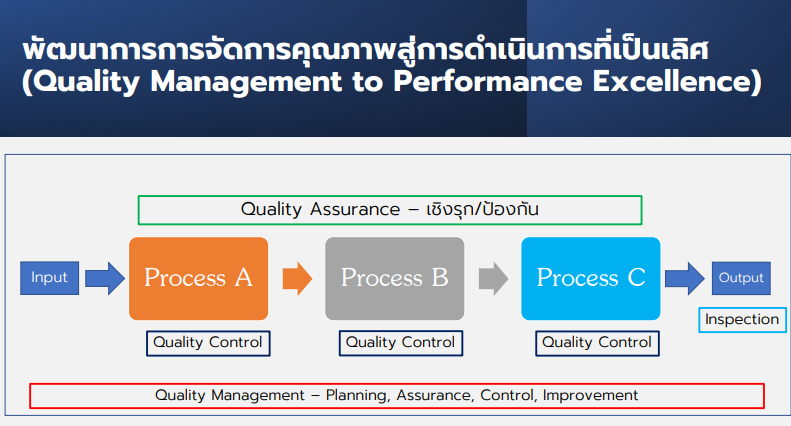 พัฒนาการการจัดการคุณภาพสู่การดำเนินการที่เป็นเลิศ
(Quality Management to Performance Excellence)
Quality Assurance – เชิงรุก/ป้องกัน
Input
Process A
Process B
Process C
Output
Inspection
Quality Control
Quality Control
Quality Control
Quality Management – Planning, Assurance, Control, Improvement